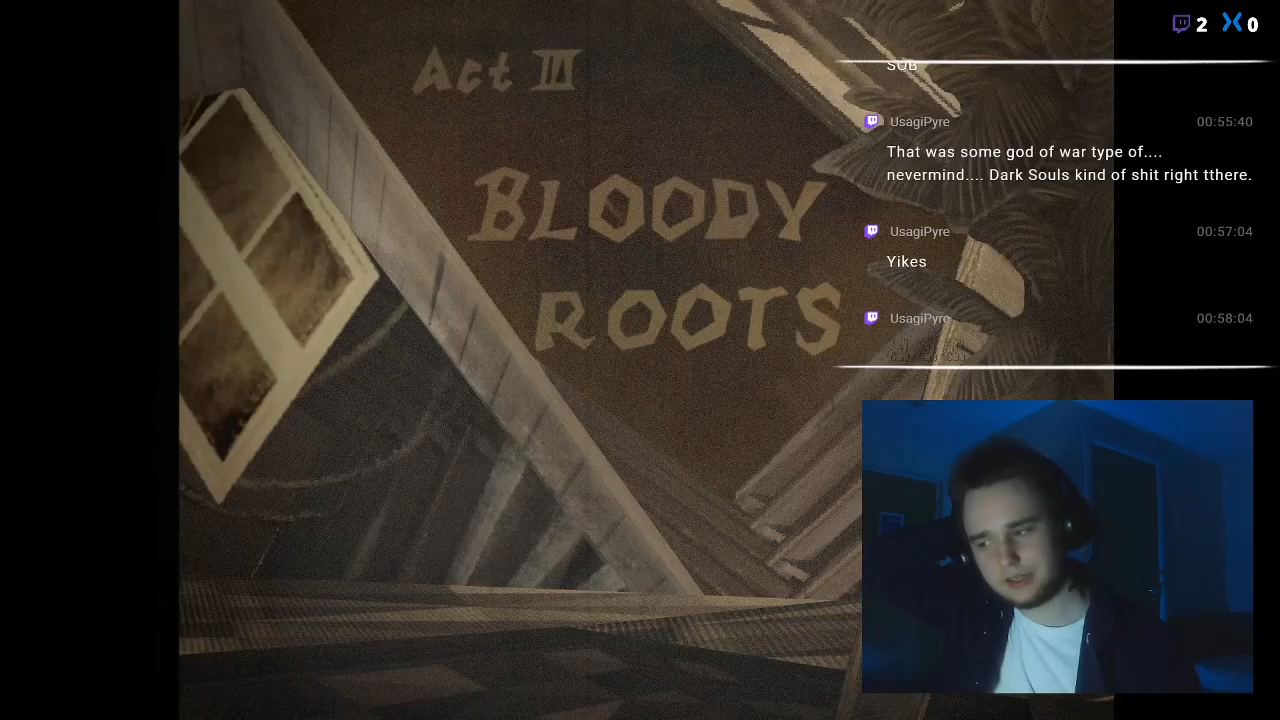 2 0
Act III
BLOODY
ROOTS
SOB
UsagiPyre 00:55:40
That was some god of war type of....
nevermind.... Dark Souls kind of shit right tthere.
UsagiPyre 00:57:04
Yikes
UsagiPyre 00:58:04